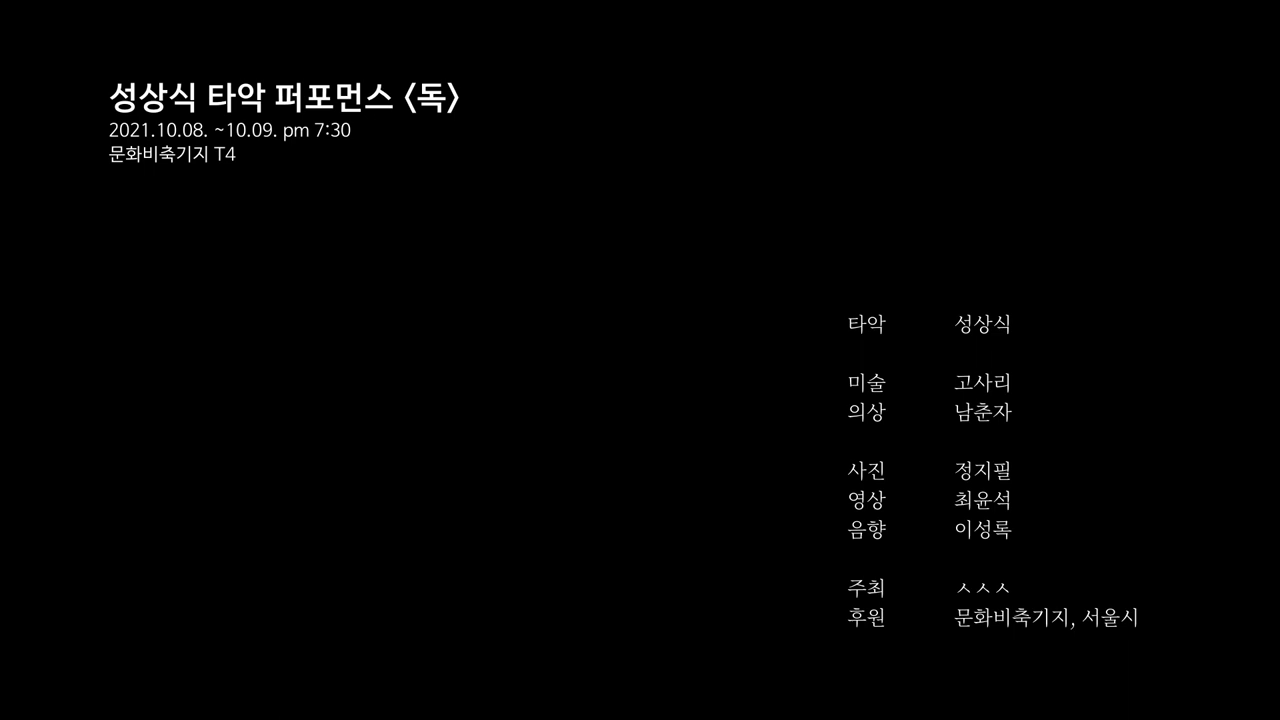 성상식 타악 퍼포먼스 〈독〉
2021.10.08. ~10.09. pm 7:30
문화비축기지 T4
타악 성상식
미술 고사리
의상 남춘자
사진 정지필
영상 최윤석
음향 이성록
주최 ㅅㅅㅅ
후원 문화비축기지, 서울시